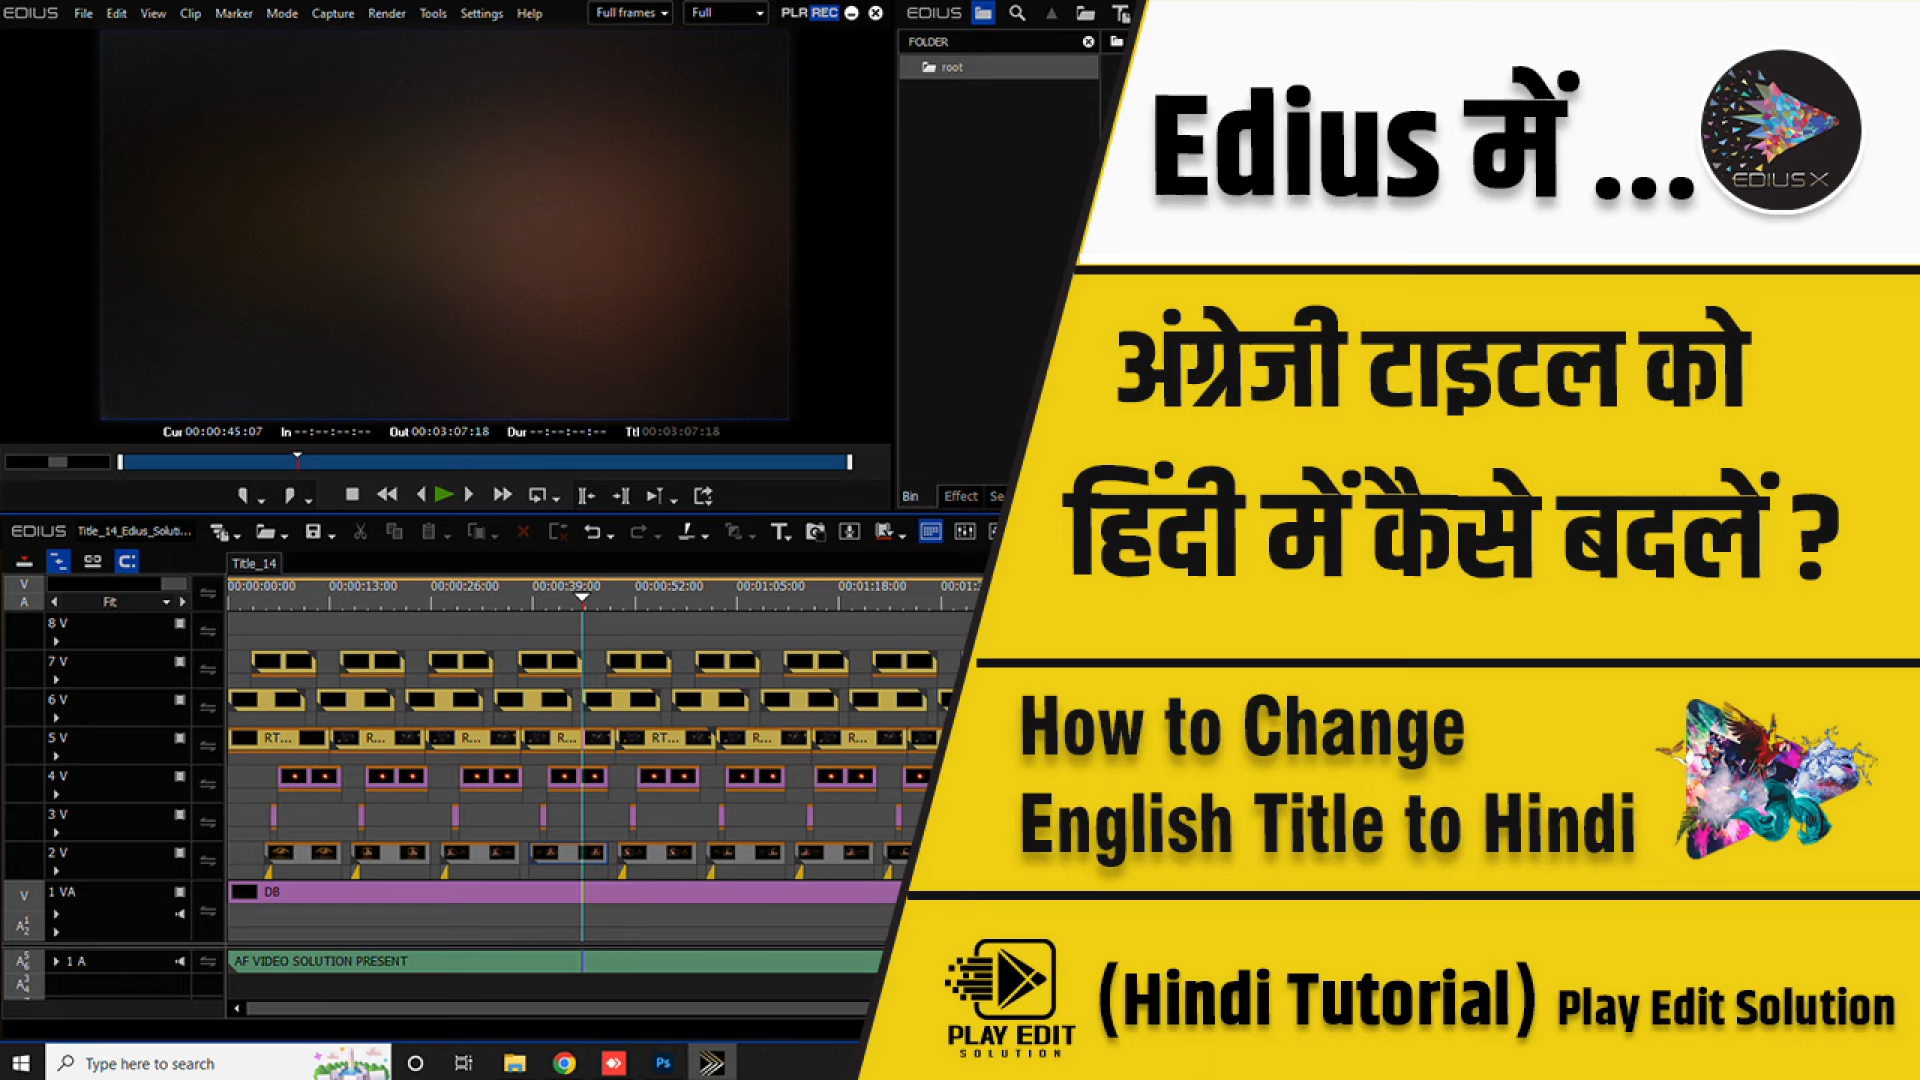 EDIUS File Edit View Clip Marker Mode Capture Render Tools Settings Help
Full frames Full PLR REC
EDIUS
FOLDER
root
Cur 00:00:45:07 In --:--:--:-- Out 00:03:07:18 Dur --:--:--:-- Ttl 00:03:07:18
Bin Effect Se
EDIUS Title_14_Edius_Soluti...
Title_14
V
A
Fit
00:00:00:00 00:00:13:00 00:00:26:00 00:00:39:00 00:00:52:00 00:01:05:00 00:01:18:00
8 V
7 V
6 V
5 V RT... R... R... R... RT... R... R...
4 V
3 V
2 V
V 1 VA DB
1 A AF VIDEO SOLUTION PRESENT
Type here to search
Ps
Edius में ...
EDIUS X
अंग्रेजी टाइटल को
हिंदी में कैसे बदलें ?
How to Change
English Title to Hindi
PLAY EDIT
SOLUTION
(Hindi Tutorial) Play Edit Solution